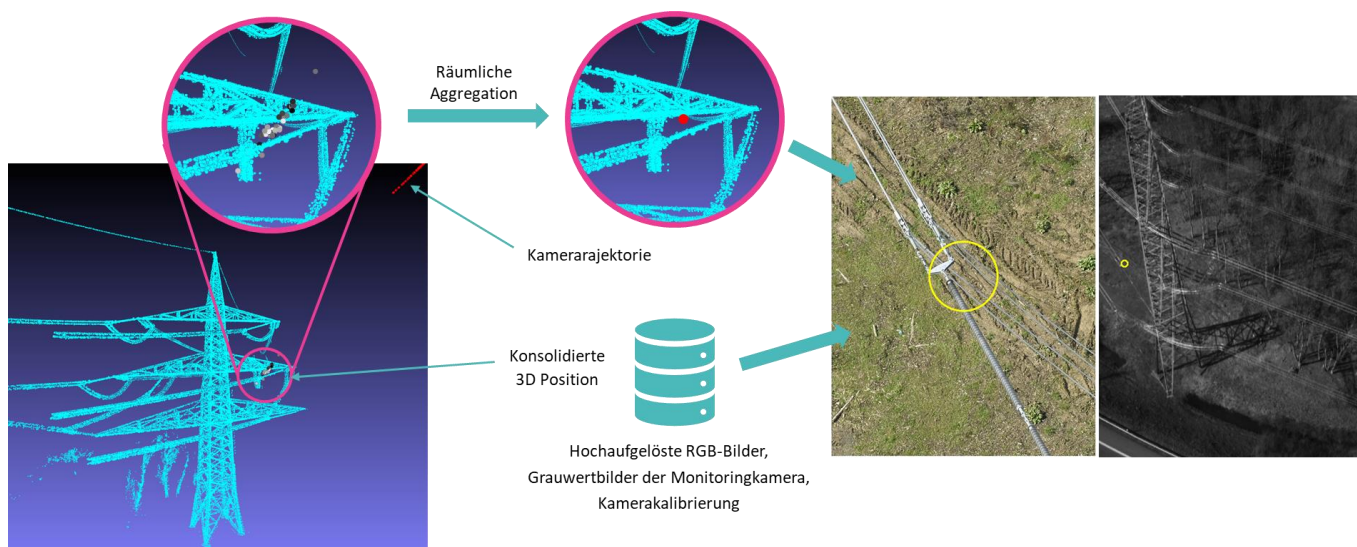 Räumliche
Aggregation
Kamerarajektorie
Konsolidierte
3D Position
Hochaufgelöste RGB-Bilder,
Grauwertbilder der Monitoringkamera,
Kamerakalibrierung